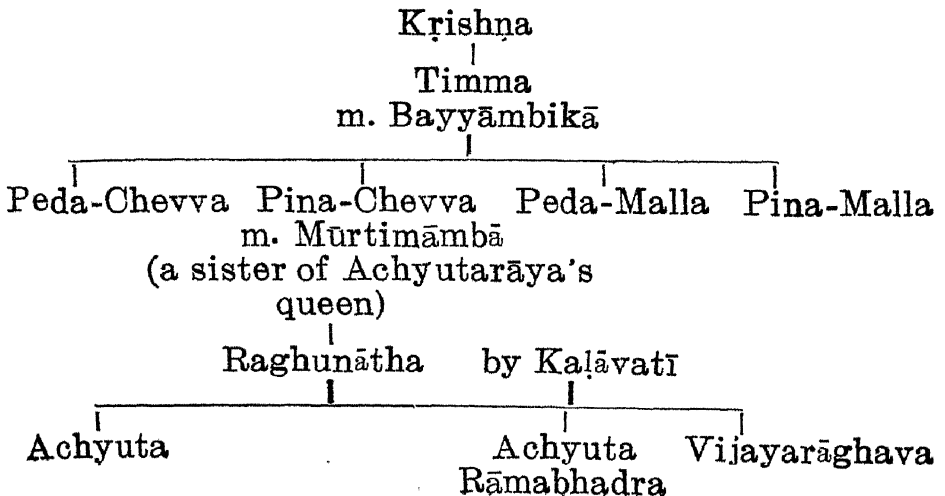 Kṛishṇa
Timma
m. Bayyāmbikā
Peda-Chevva Pina-Chevva Peda-Malla Pina-Malla
m. Mūrtimāmbā
(a sister of Achyutarāya's
queen)
Raghunātha by Kaḷāvatī
Achyuta Achyuta Vijayarāghava
Rāmabhadra